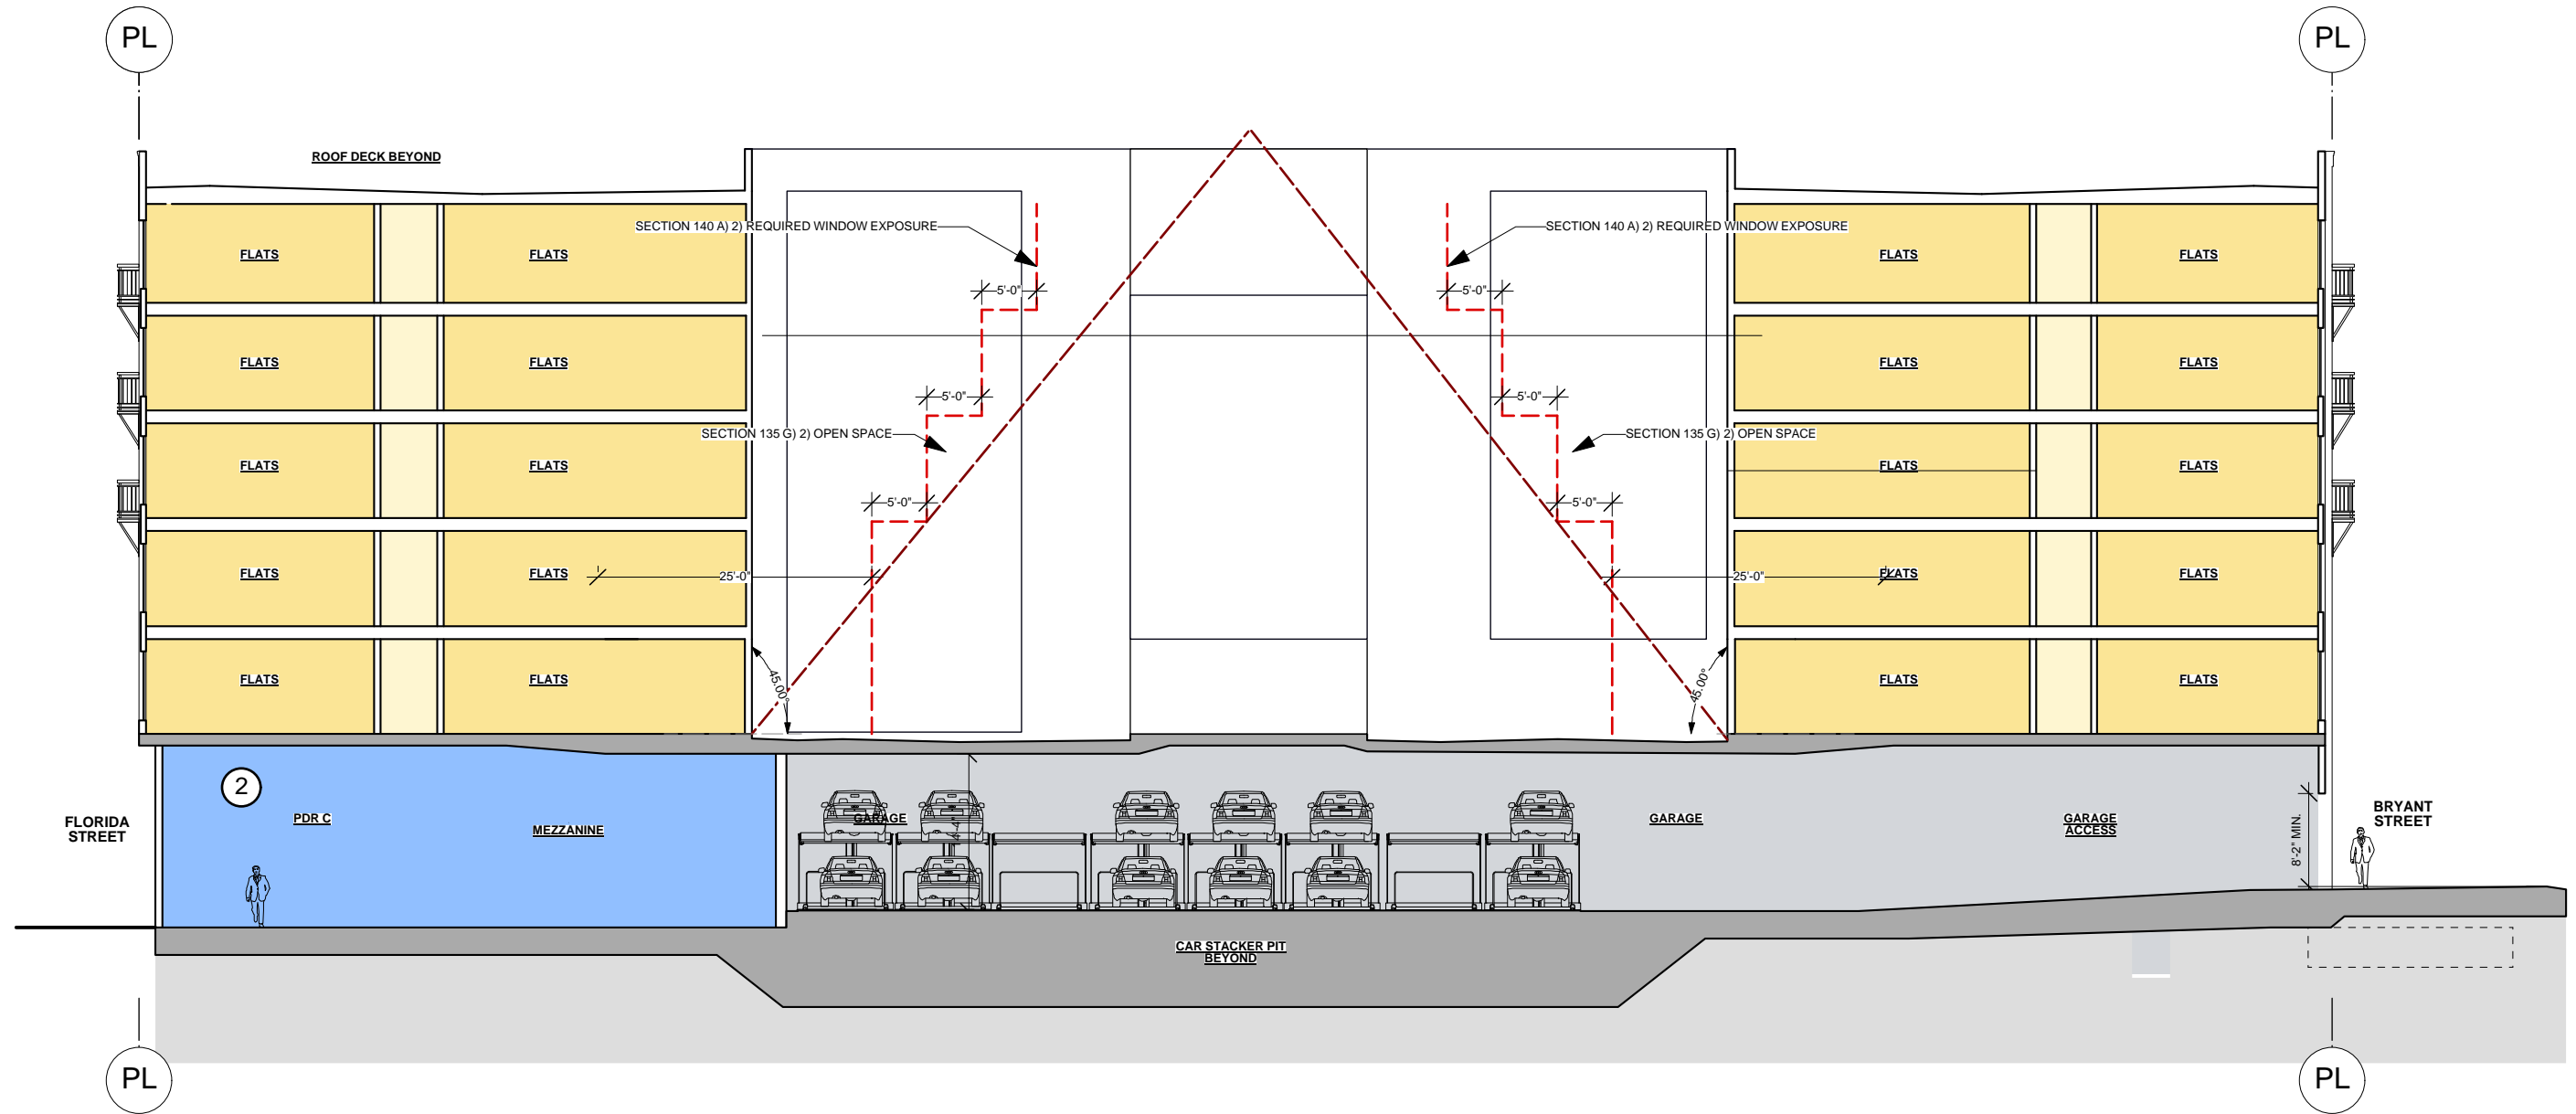 PL
PL
ROOF DECK BEYOND
SECTION 140 A) 2) REQUIRED WINDOW EXPOSURE
SECTION 140 A) 2) REQUIRED WINDOW EXPOSURE
FLATS
FLATS
FLATS
FLATS
5'-0"
5'-0"
FLATS
FLATS
FLATS
FLATS
5'-0"
5'-0"
SECTION 135 G) 2) OPEN SPACE
SECTION 135 G) 2) OPEN SPACE
FLATS
FLATS
FLATS
FLATS
5'-0"
5'-0"
FLATS
FLATS
25'-0"
25'-0"
FLATS
FLATS
FLATS
FLATS
45.00°
45.00°
FLATS
FLATS
2
PDR C
MEZZANINE
GARAGE
GARAGE
GARAGE
ACCESS
FLORIDA
STREET
BRYANT
STREET
8'-2" MIN.
CAR STACKER PIT
BEYOND
PL
PL